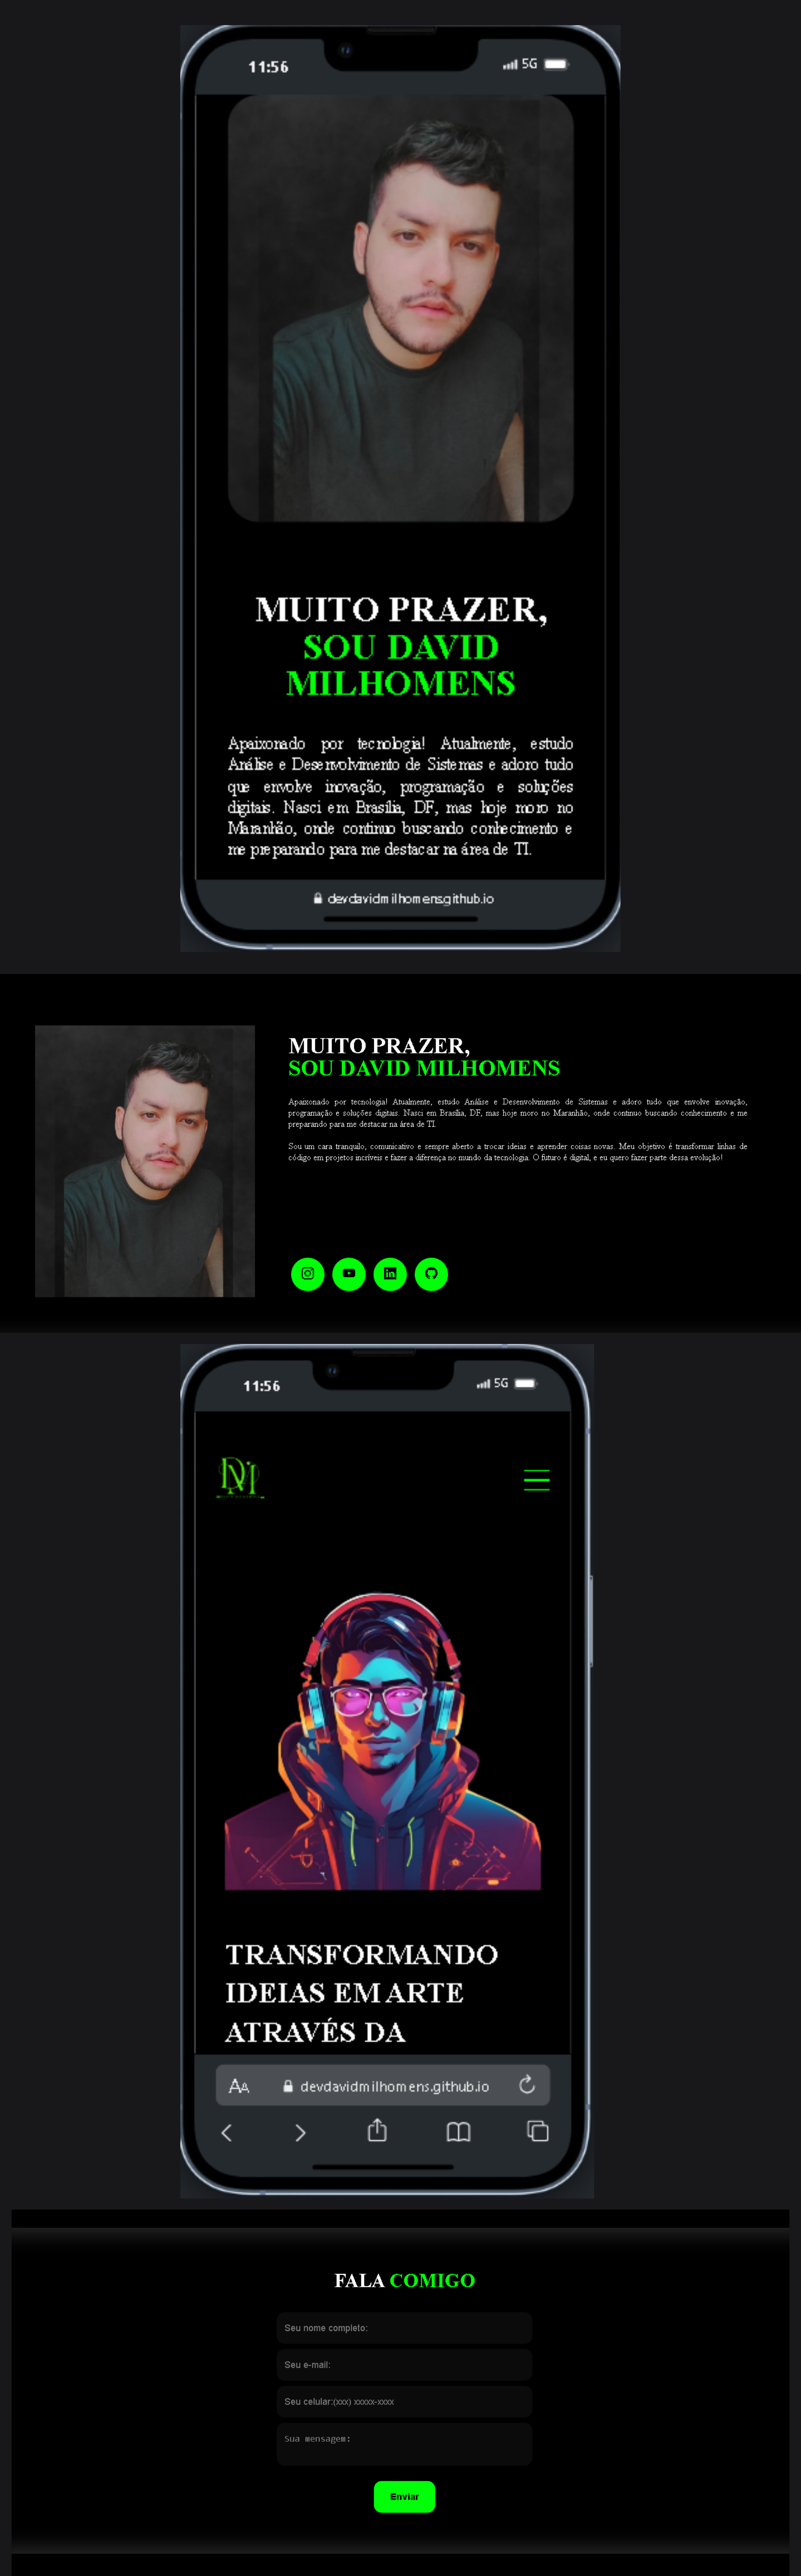 11:56
5G
MUITO PRAZER,
SOU DAVID
MILHOMENS
Apaixonado por tecnologia! Atualmente, estudo
Análise e Desenvolvimento de Sistemas e adoro tudo
que envolve inovação, programação e soluções
digitais. Nasci em Brasília, DF, mas hoje moro no
Maranhão, onde continuo buscando conhecimento e
me preparando para me destacar na área de TI.
devdavidmilhomens.github.io
MUITO PRAZER,
SOU DAVID MILHOMENS
Apaixonado por tecnologia! Atualmente, estudo Análise e Desenvolvimento de Sistemas e adoro tudo que envolve inovação,
programação e soluções digitais. Nasci em Brasília, DF, mas hoje moro no Maranhão, onde continuo buscando conhecimento e me
preparando para me destacar na área de TI.
Sou um cara tranquilo, comunicativo e sempre aberto a trocar ideias e aprender coisas novas. Meu objetivo é transformar linhas de
código em projetos incríveis e fazer a diferença no mundo da tecnologia. O futuro é digital, e eu quero fazer parte dessa evolução!
in
11:56
5G
DM
TRANSFORMANDO
IDEIAS EM ARTE
ATRAVÉS DA
AA
devdavidmilhomens.github.io
FALA COMIGO
Seu nome completo:
Seu e-mail:
Seu celular:(xxx) xxxxx-xxxx
Sua mensagem:
Enviar